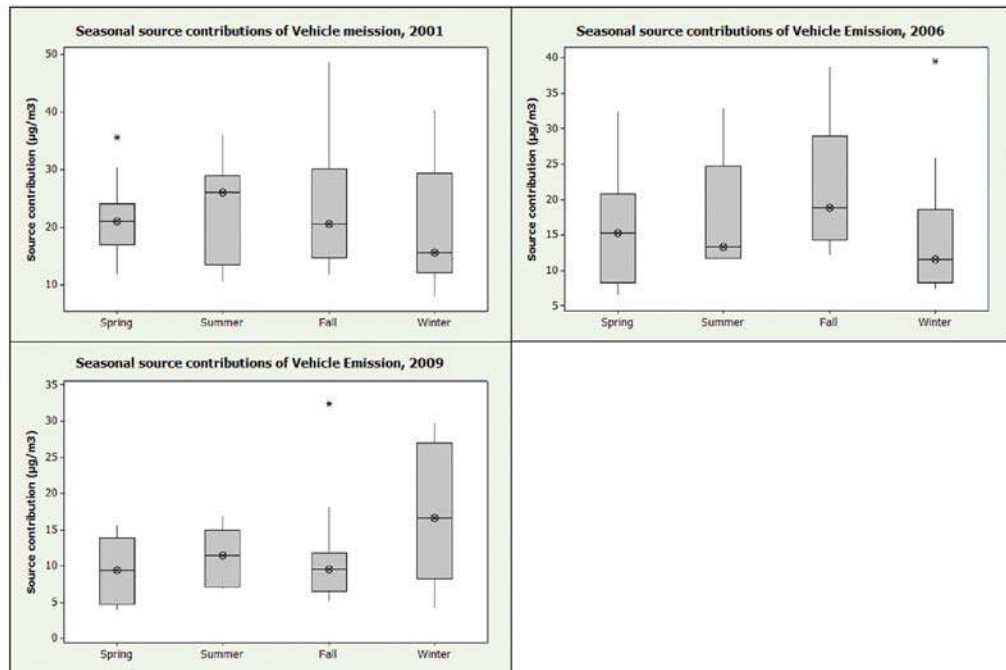 Seasonal source contributions of Vehicle meission, 2001
Source contribution (µg/m3)
50
40
30
20
10
*
Spring Summer Fall Winter
Seasonal source contributions of Vehicle Emission, 2006
Source contribution (µg/m3)
40
35
30
25
20
15
10
5
*
Spring Summer Fall Winter
Seasonal source contributions of Vehicle Emission, 2009
Source contribution (µg/m3)
35
30
25
20
15
10
5
0
*
Spring Summer Fall Winter